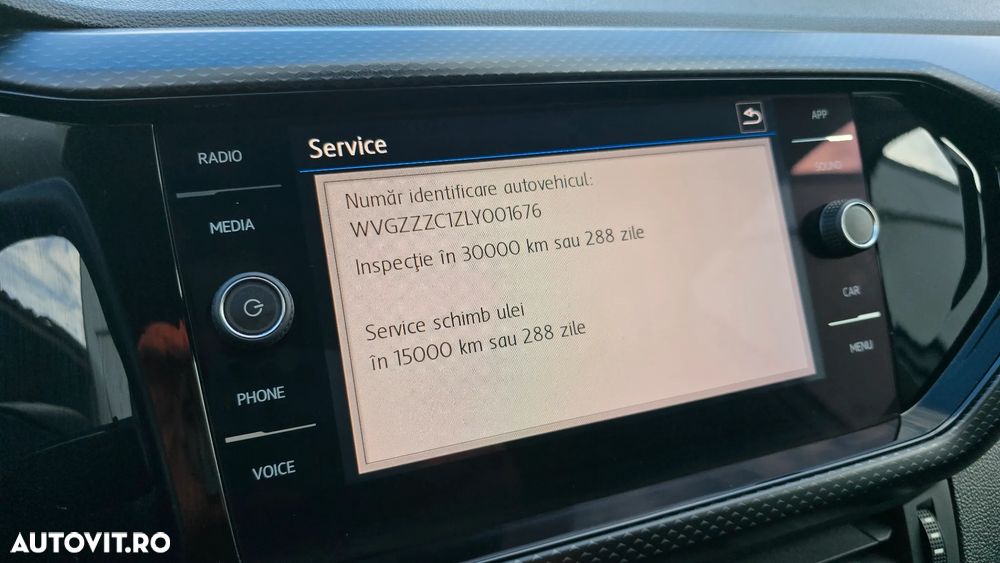 RADIO
MEDIA
PHONE
VOICE
Service
Număr identificare autovehicul:
WVGZZZC1ZLY001676
Inspecţie în 30000 km sau 288 zile
Service schimb ulei
în 15000 km sau 288 zile
APP
SOUND
CAR
MENU
AUTOVIT.RO